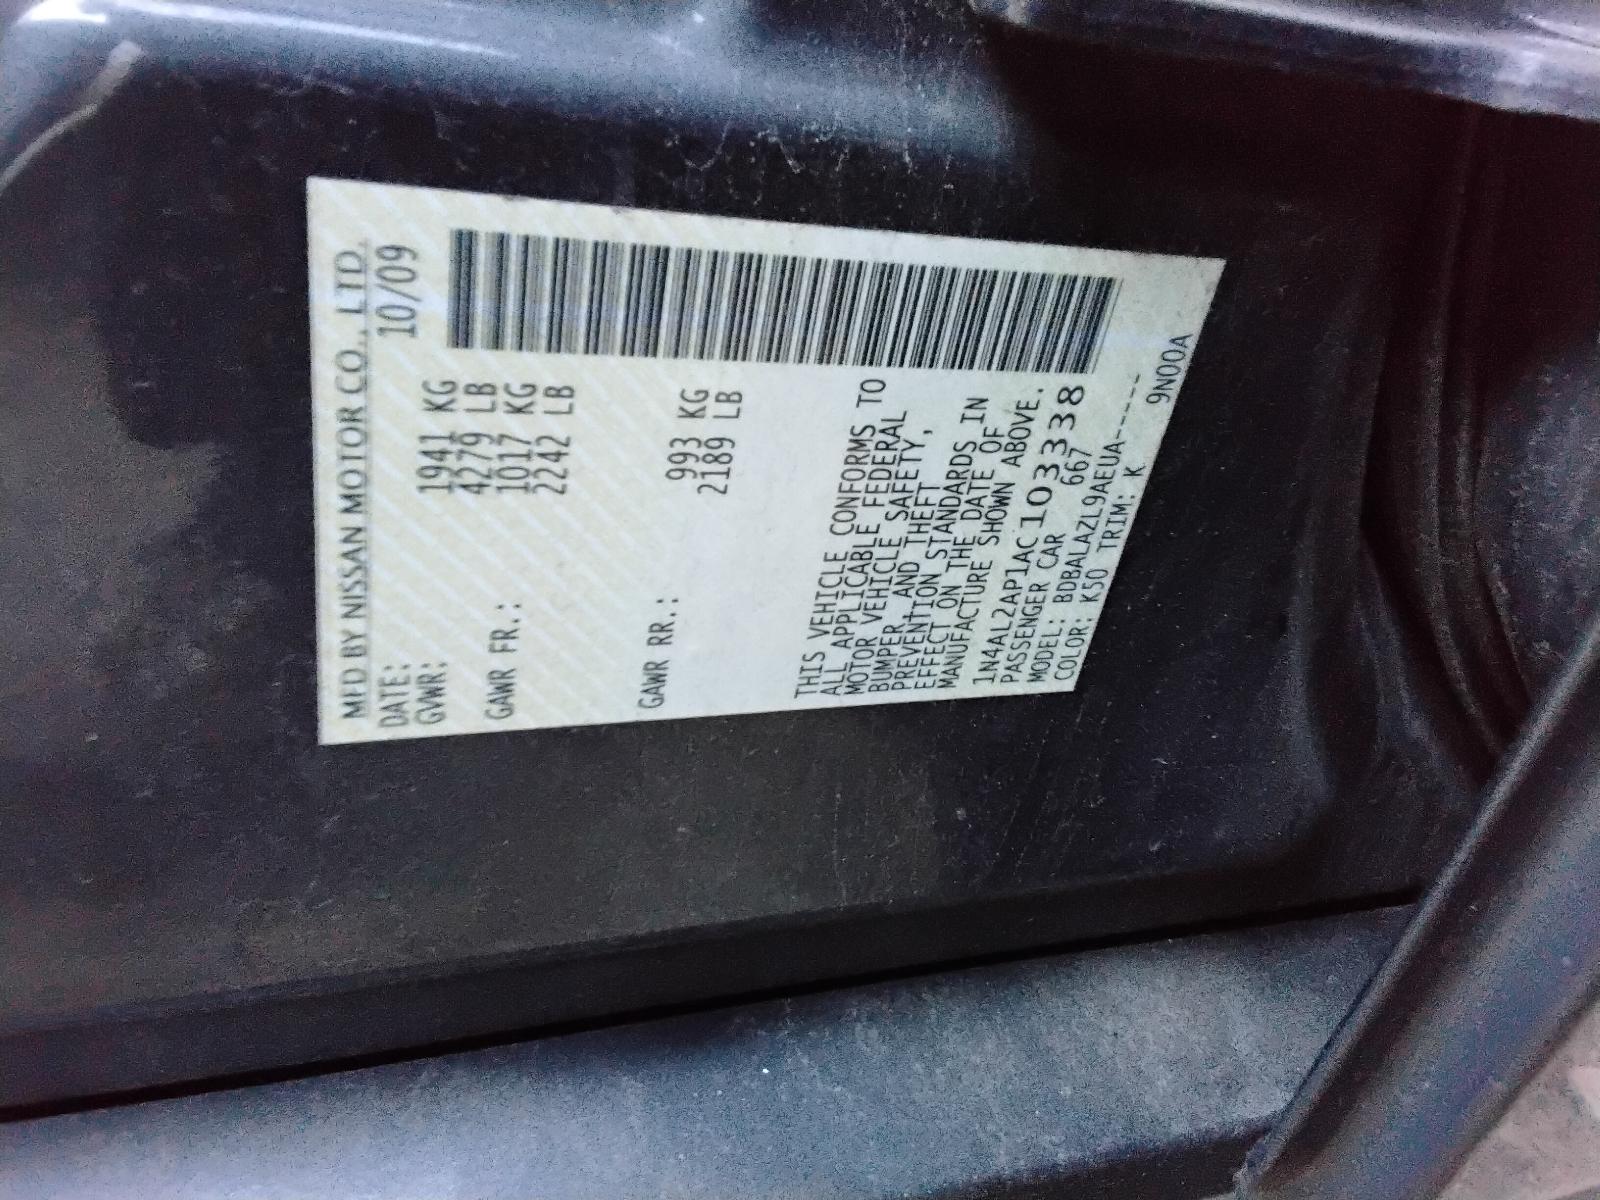 MFD BY NISSAN MOTOR CO., LTD.
DATE: 10/09
GVWR: 1941 KG
4279 LB
GAWR FR.: 1017 KG
2242 LB
GAWR RR.: 993 KG
2189 LB
THIS VEHICLE CONFORMS TO
ALL APPLICABLE FEDERAL
MOTOR VEHICLE SAFETY,
BUMPER, AND THEFT
PREVENTION STANDARDS IN
EFFECT ON THE DATE OF
MANUFACTURE SHOWN ABOVE.
1N4AL2AP1AC103338
PASSENGER CAR 667
MODEL: BDBALAZL9AEUA-----
COLOR: K50 TRIM: K
9N00A